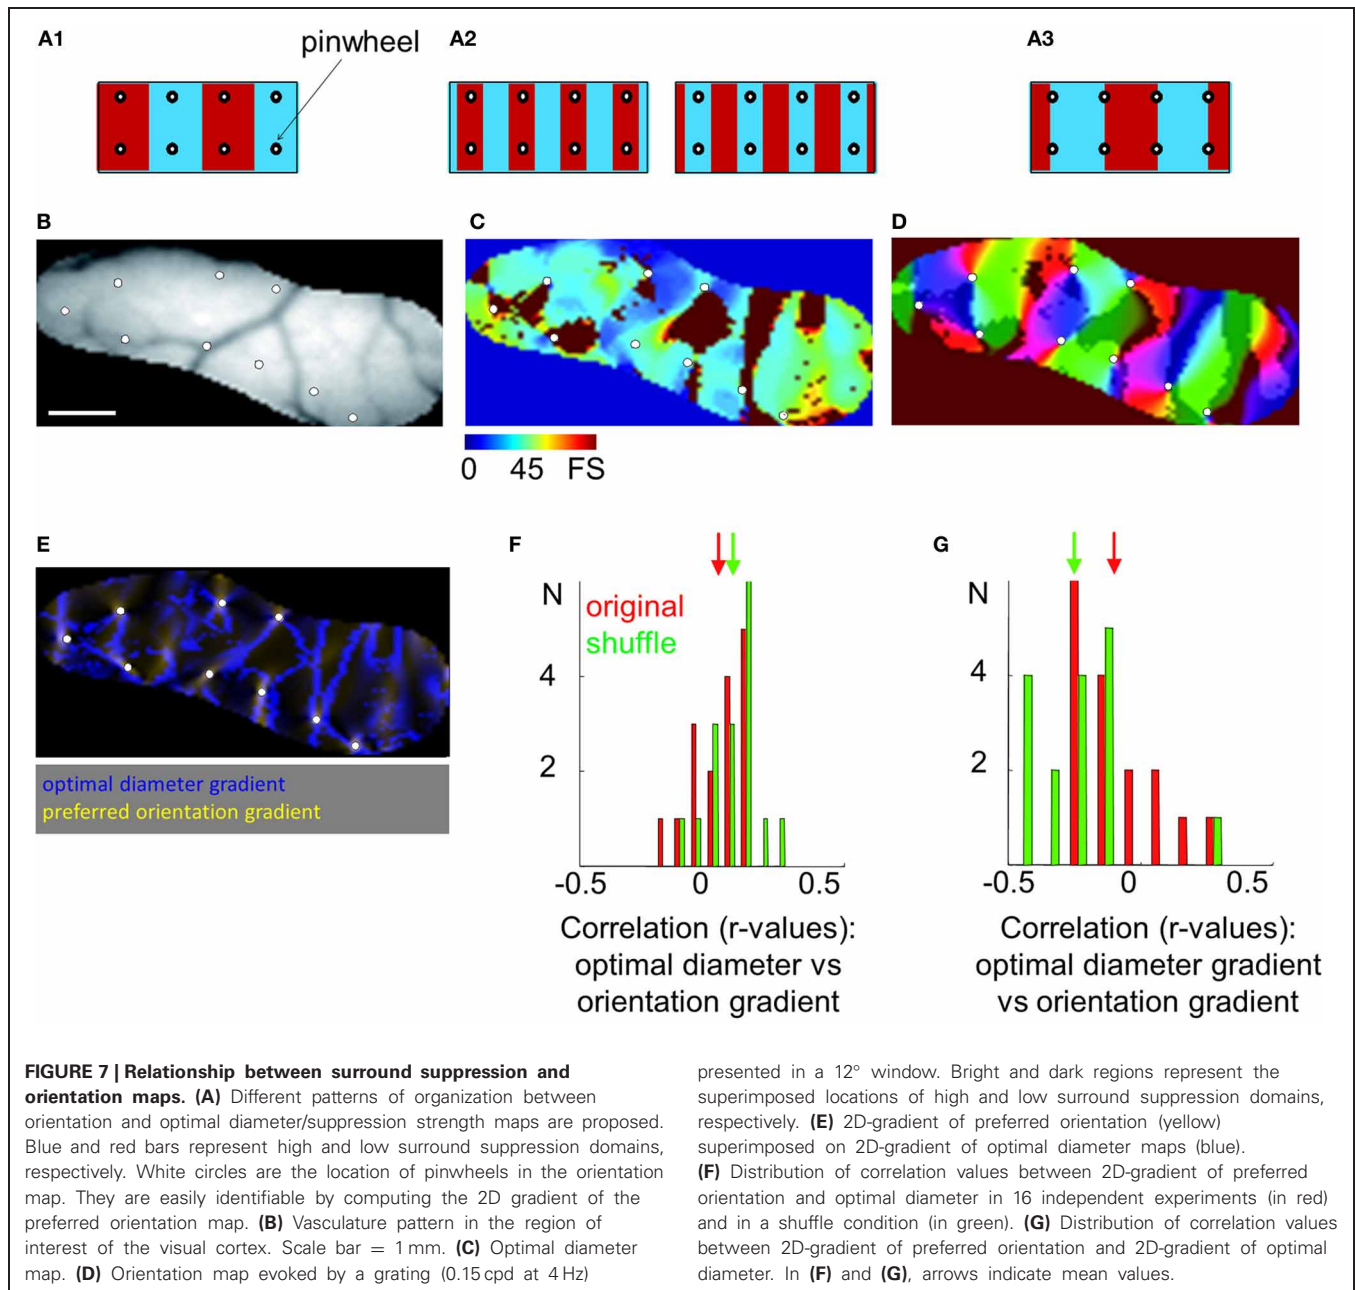 A1
pinwheel
A2
A3
B
C
D
0 45 FS
E
optimal diameter gradient
preferred orientation gradient
F
N
original
shuffle
4
2
-0.5 0 0.5
Correlation (r-values):
optimal diameter vs
orientation gradient
G
N
4
2
-0.5 0 0.5
Correlation (r-values):
optimal diameter gradient
vs orientation gradient
FIGURE 7 | Relationship between surround suppression and
orientation maps. (A) Different patterns of organization between
orientation and optimal diameter/suppression strength maps are proposed.
Blue and red bars represent high and low surround suppression domains,
respectively. White circles are the location of pinwheels in the orientation
map. They are easily identifiable by computing the 2D gradient of the
preferred orientation map. (B) Vasculature pattern in the region of
interest of the visual cortex. Scale bar = 1 mm. (C) Optimal diameter
map. (D) Orientation map evoked by a grating (0.15 cpd at 4 Hz)
presented in a 12° window. Bright and dark regions represent the
superimposed locations of high and low surround suppression domains,
respectively. (E) 2D-gradient of preferred orientation (yellow)
superimposed on 2D-gradient of optimal diameter maps (blue).
(F) Distribution of correlation values between 2D-gradient of preferred
orientation and optimal diameter in 16 independent experiments (in red)
and in a shuffle condition (in green). (G) Distribution of correlation values
between 2D-gradient of preferred orientation and 2D-gradient of optimal
diameter. In (F) and (G), arrows indicate mean values.